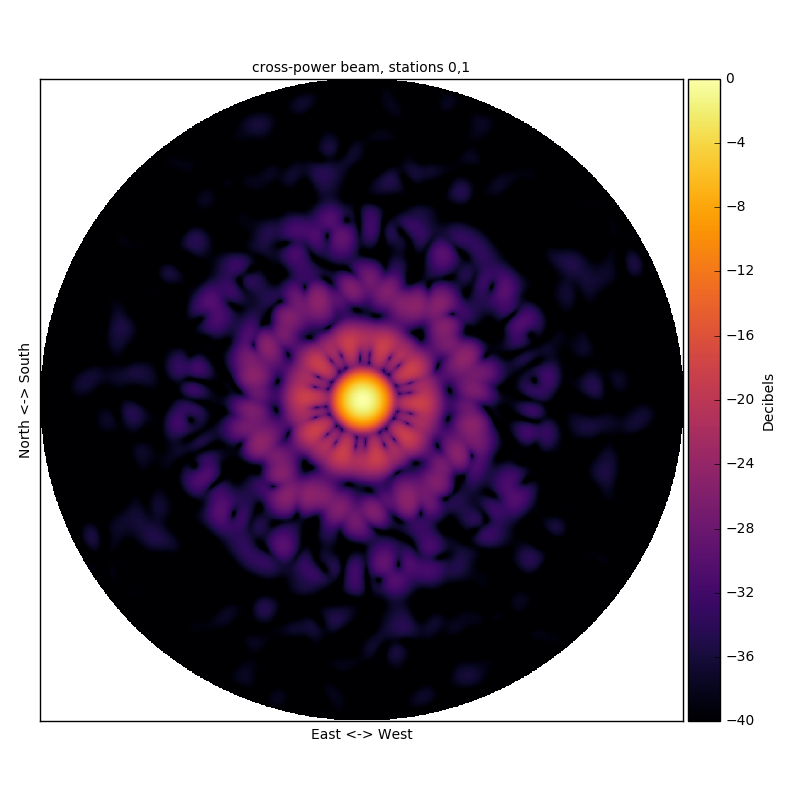 cross-power beam, stations 0,1
0
−4
−8
−12
−16
−20
−24
−28
−32
−36
−40
Decibels
North <-> South
East <-> West